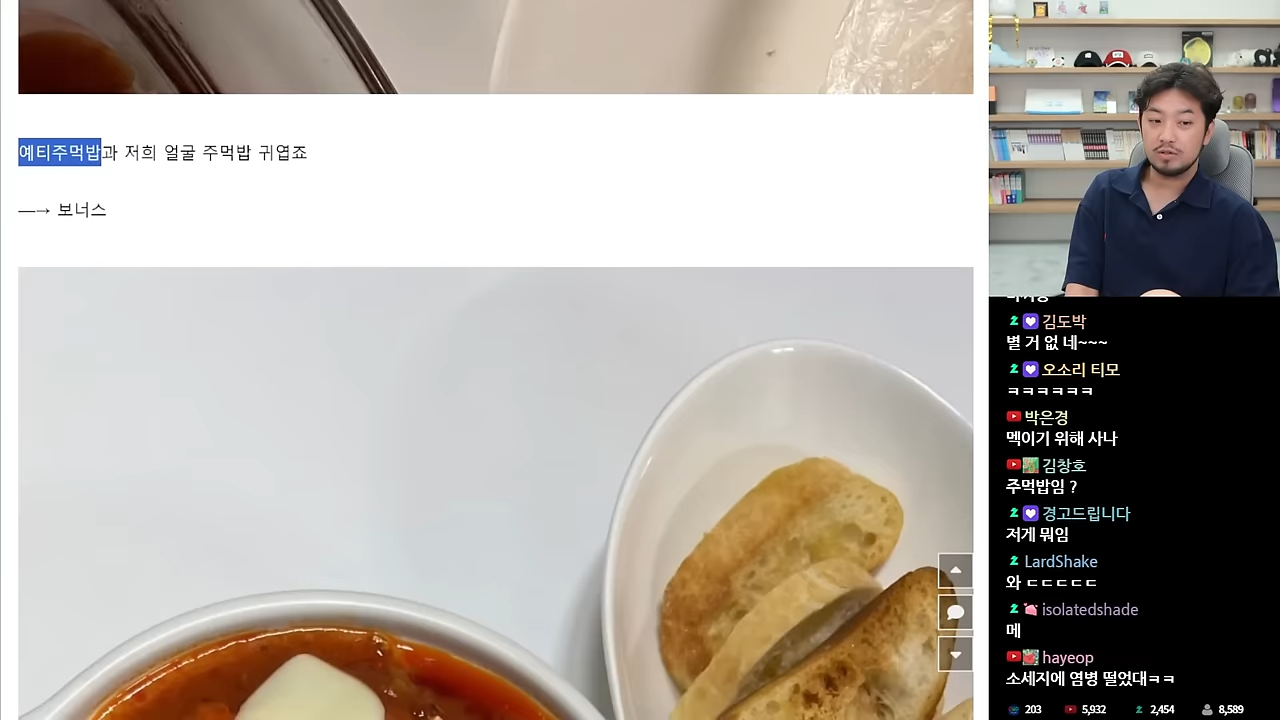 예티주먹밥과 저희 얼굴 주먹밥 귀엽죠
—→ 보너스
김도박
별 거 없 네~~~
오소리 티모
ㅋㅋㅋㅋㅋㅋ
박은경
멕이기 위해 사나
김창호
주먹밥임 ?
경고드립니다
저게 뭐임
LardShake
와 ㄷㄷㄷㄷㄷ
isolatedshade
메
hayeop
소세지에 염병 떨었대ㅋㅋ
203 5,932 2,454 8,589